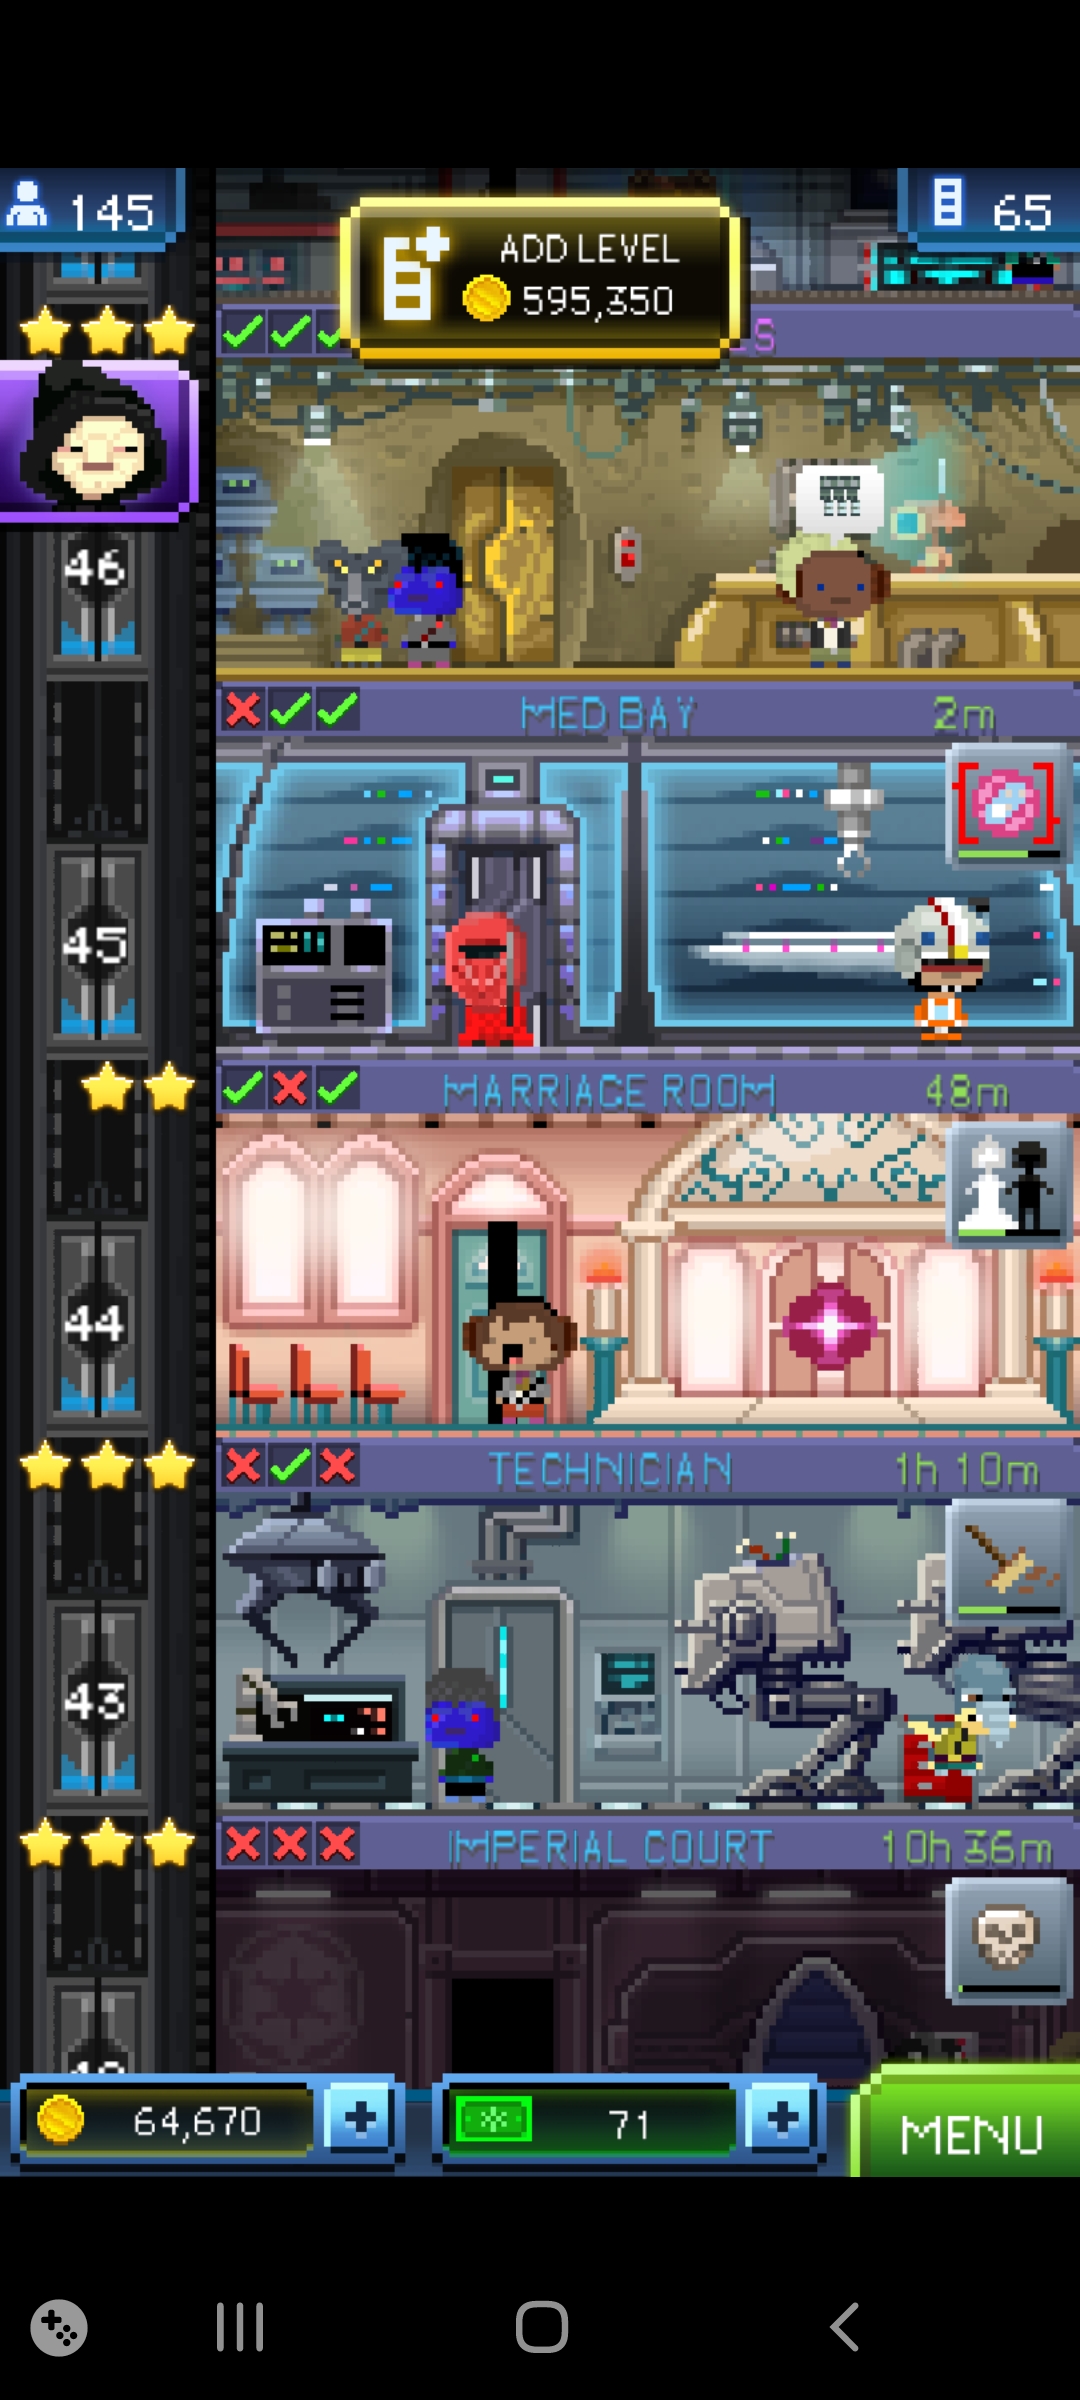 145
ADD LEVEL
595,350
65
46
MED BAY
2m
45
MARRIAGE ROOM
48m
44
TECHNICIAN
1h 10m
43
IMPERIAL COURT
10h 36m
64,670
71
MENU